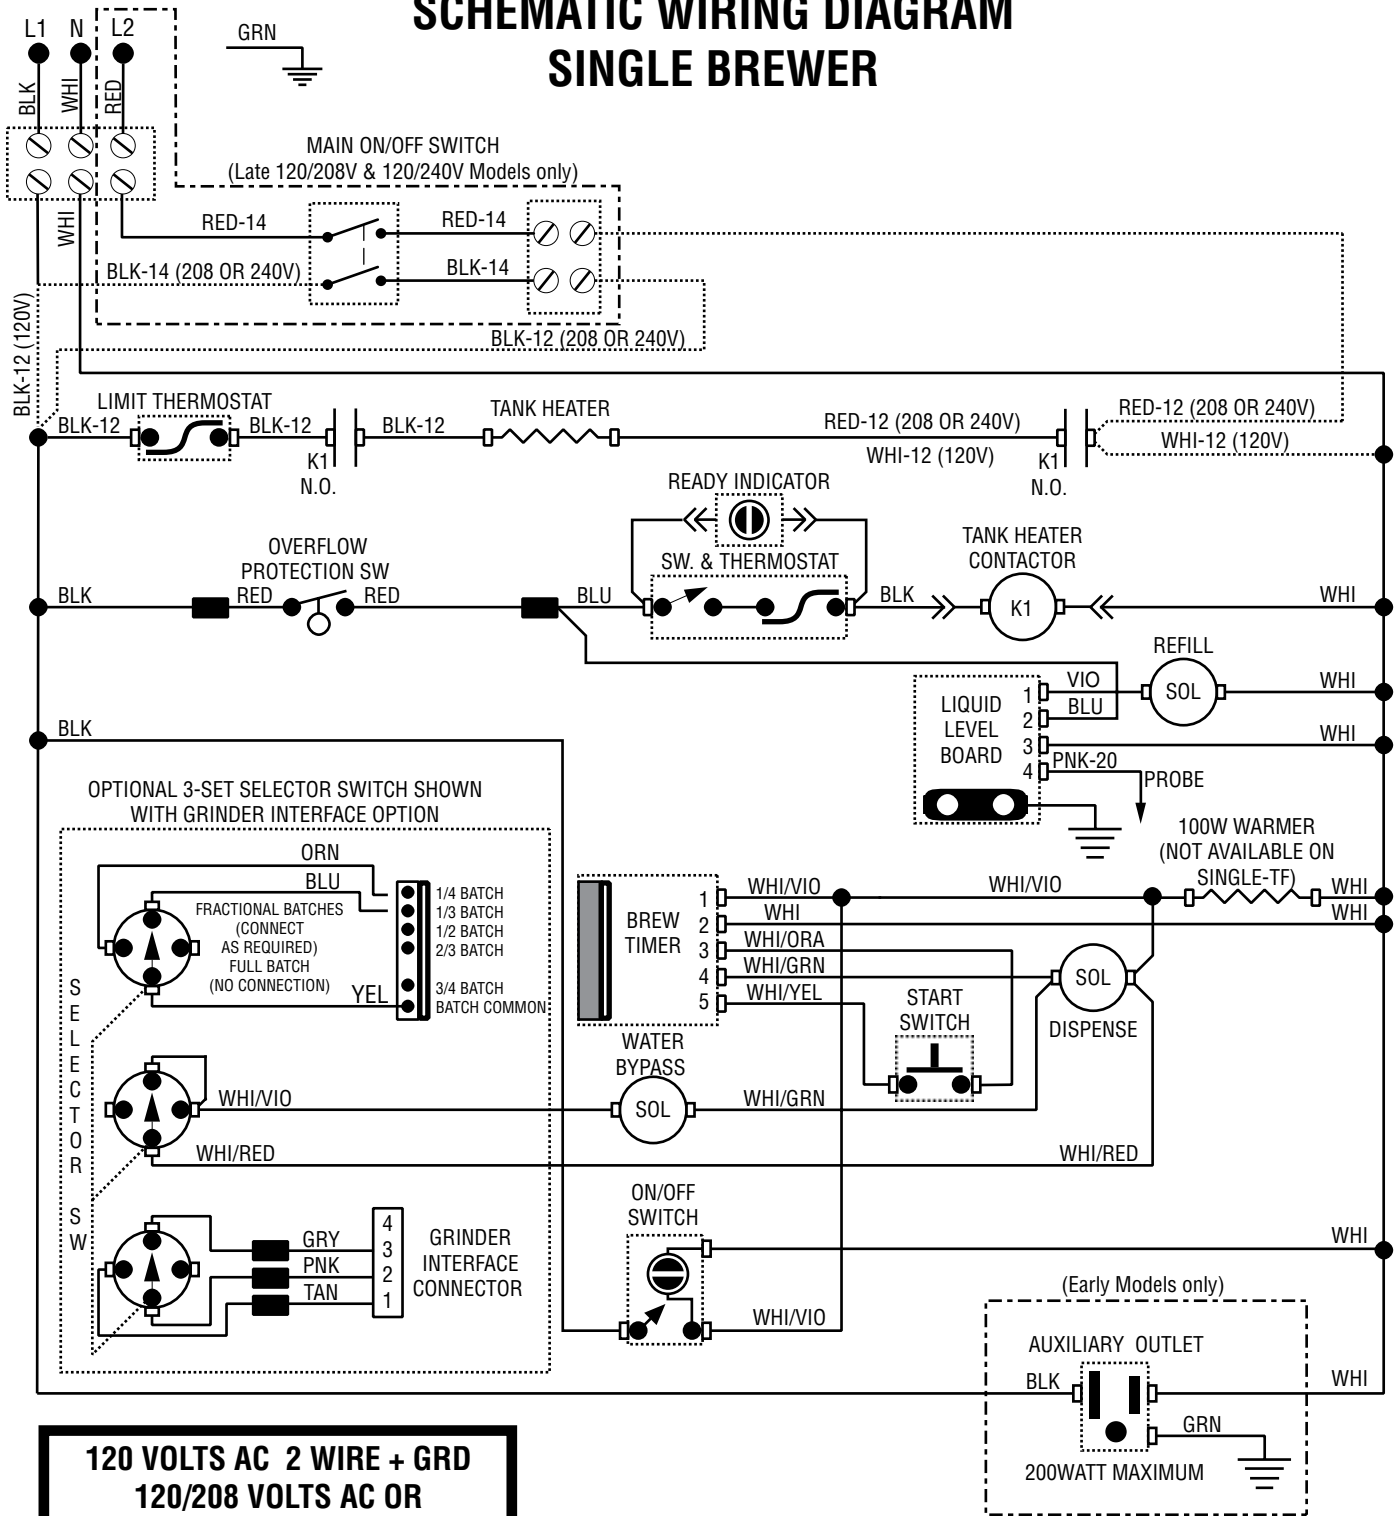 SCHEMATIC WIRING DIAGRAM
SINGLE BREWER
L1
N
L2
GRN
BLK
WHI
RED
MAIN ON/OFF SWITCH
(Late 120/208V & 120/240V Models only)
WHI
RED-14
RED-14
BLK-14 (208 OR 240V)
BLK-14
BLK-12 (120V)
BLK-12 (208 OR 240V)
LIMIT THERMOSTAT
BLK-12
BLK-12
K1
N.O.
BLK-12
TANK HEATER
RED-12 (208 OR 240V)
WHI-12 (120V)
K1
N.O.
RED-12 (208 OR 240V)
WHI-12 (120V)
READY INDICATOR
OVERFLOW
PROTECTION SW
SW. & THERMOSTAT
TANK HEATER
CONTACTOR
BLK
RED
RED
BLU
BLK
K1
WHI
REFILL
LIQUID
LEVEL
BOARD
1
2
3
4
VIO
BLU
SOL
WHI
WHI
PNK-20
PROBE
BLK
OPTIONAL 3-SET SELECTOR SWITCH SHOWN
WITH GRINDER INTERFACE OPTION
ORN
BLU
FRACTIONAL BATCHES
(CONNECT
AS REQUIRED)
FULL BATCH
(NO CONNECTION)
YEL
1/4 BATCH
1/3 BATCH
1/2 BATCH
2/3 BATCH
3/4 BATCH
BATCH COMMON
SELECTOR SW
100W WARMER
(NOT AVAILABLE ON
SINGLE-TF)
BREW
TIMER
1
2
3
4
5
WHI/VIO
WHI
WHI/ORA
WHI/GRN
WHI/YEL
WHI/VIO
WHI
WHI
START
SWITCH
SOL
DISPENSE
WATER
BYPASS
WHI/VIO
SOL
WHI/GRN
WHI/RED
WHI/RED
ON/OFF
SWITCH
GRY
PNK
TAN
4
3
2
1
GRINDER
INTERFACE
CONNECTOR
WHI
WHI/VIO
(Early Models only)
AUXILIARY OUTLET
BLK
WHI
GRN
200WATT MAXIMUM
120 VOLTS AC 2 WIRE + GRD
120/208 VOLTS AC OR